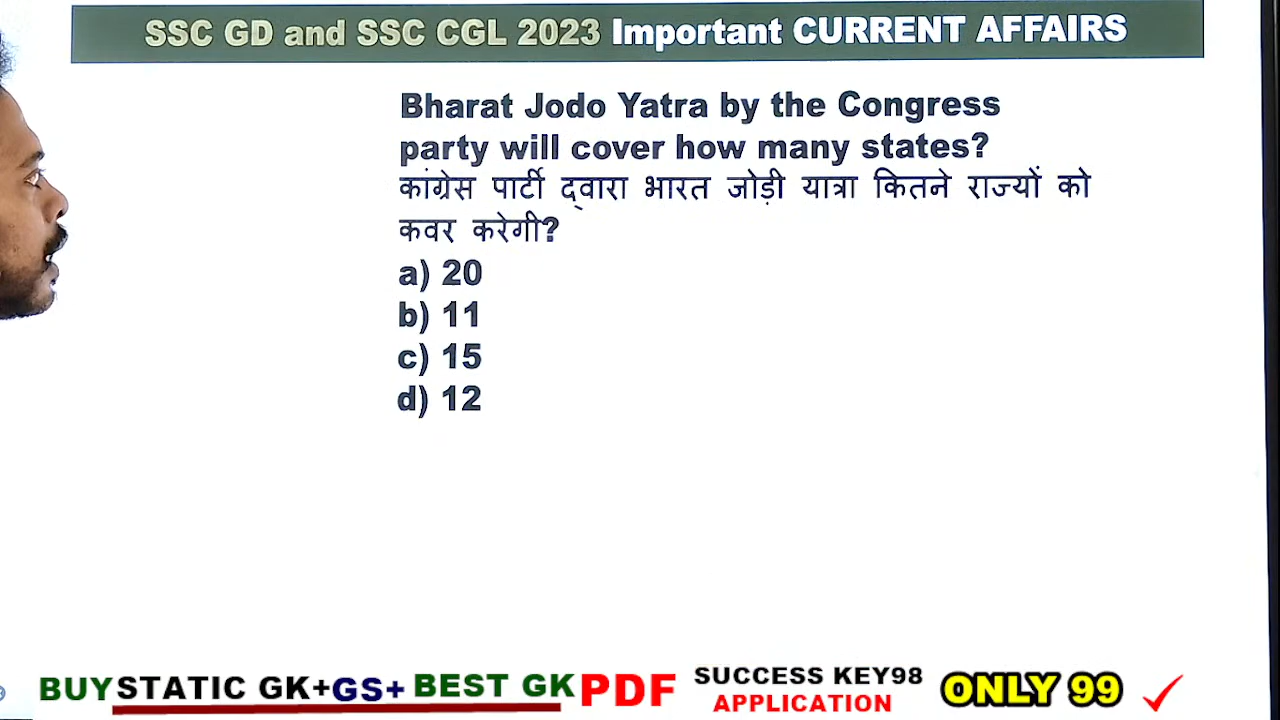 SSC GD and SSC CGL 2023 Important CURRENT AFFAIRS
Bharat Jodo Yatra by the Congress
party will cover how many states?
कांग्रेस पार्टी द्वारा भारत जोड़ी यात्रा कितने राज्यों को
कवर करेगी?
a) 20
b) 11
c) 15
d) 12
BUY STATIC GK+GS+ BEST GK PDF SUCCESS KEY98 APPLICATION ONLY 99